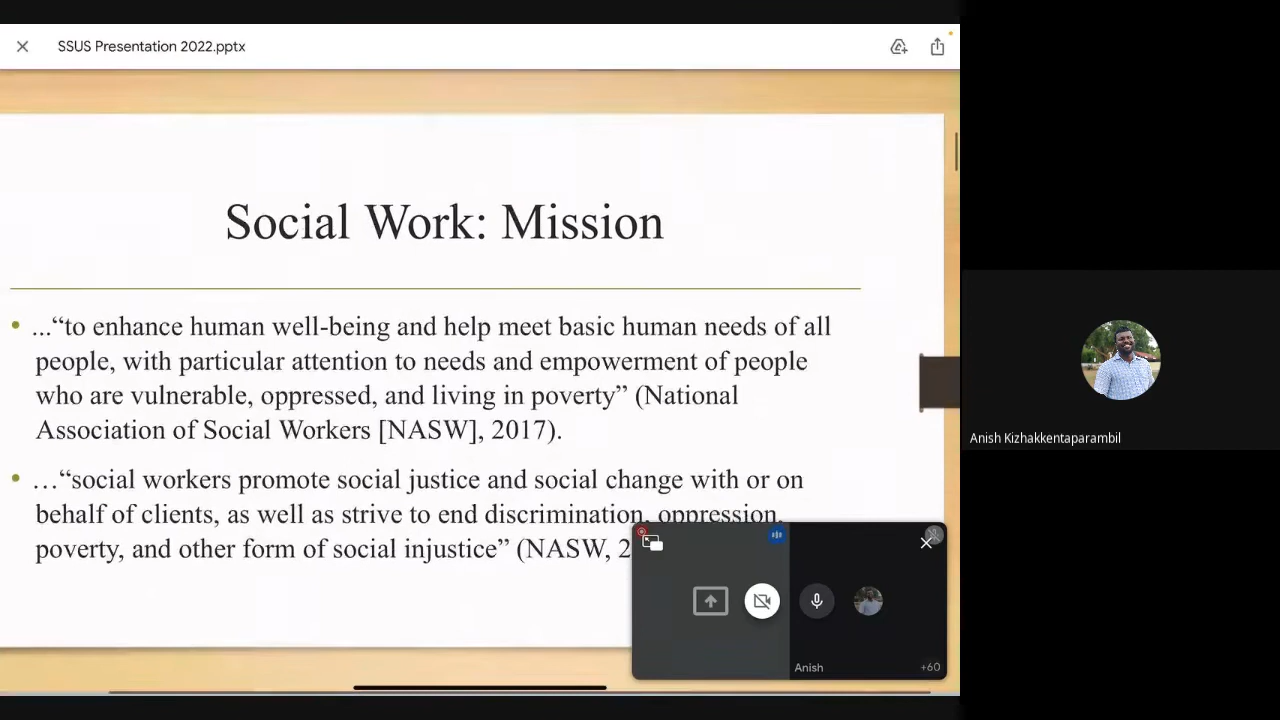 SSUS Presentation 2022.pptx
Social Work: Mission
• ...“to enhance human well-being and help meet basic human needs of all
people, with particular attention to needs and empowerment of people
who are vulnerable, oppressed, and living in poverty” (National
Association of Social Workers [NASW], 2017).
• …“social workers promote social justice and social change with or on
behalf of clients, as well as strive to end discrimination, oppression,
poverty, and other form of social injustice” (NASW, 2
Anish
+60
Anish Kizhakkentaparambil